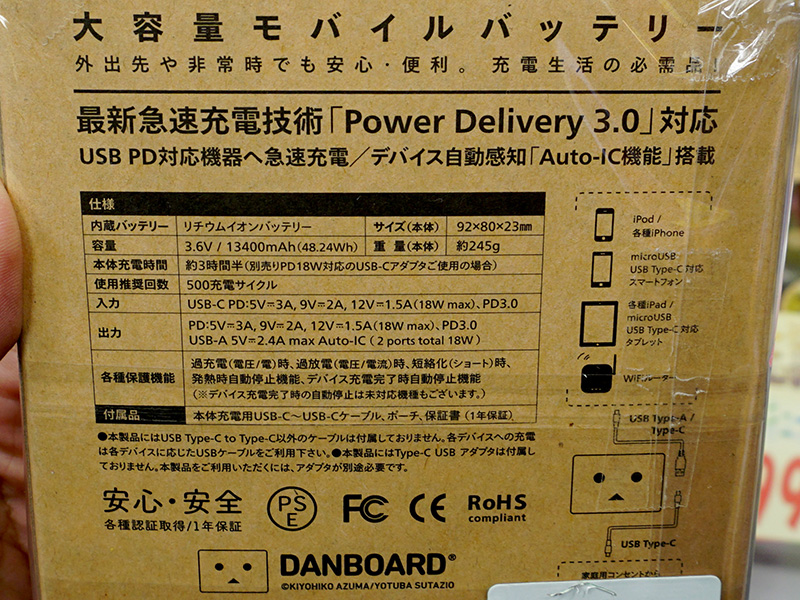 大容量モバイルバッテリー
外出先や非常時でも安心・便利。充電生活の必需品!
最新急速充電技術「Power Delivery 3.0」対応
USB PD対応機器へ急速充電／デバイス自動感知「Auto-IC機能」搭載
仕様
内蔵バッテリー リチウムイオンバッテリー サイズ(本体) 92×80×23mm
容量 3.6V / 13400mAh(48.24Wh) 重量(本体) 約245g
本体充電時間 約3時間半(別売りPD18W対応のUSB-Cアダプタご使用の場合)
使用推奨回数 500充電サイクル
入力 USB-C PD:5V⎓3A, 9V⎓2A, 12V⎓1.5A(18W max)、PD3.0
出力 PD:5V⎓3A, 9V⎓2A, 12V⎓1.5A(18W max)、PD3.0
USB-A 5V⎓2.4A max Auto-IC ( 2 ports total 18W )
各種保護機能 過充電(電圧/電)時、過放電(電圧/電流)時、短絡化(ショート)時、
発熱時自動停止機能、デバイス充電完了時自動停止機能
(※デバイス充電完了時の自動停止は未対応機種もございます。)
付属品 本体充電用USB-C〜USB-Cケーブル、ポーチ、保証書 (1年保証)
●本製品にはUSB Type-C to Type-C以外のケーブルは付属しておりません。各デバイスへの充電
は各デバイスに応じたUSBケーブルをご利用下さい。●本製品にはType-C USB アダプタは付属し
ておりません。本製品をご利用いただくには、アダプタが別途必要です。
安心・安全
各種認証取得/1年保証
PSE
FC CE RoHS
compliant
DANBOARD®
©KIYOHIKO AZUMA/YOTUBA SUTAZIO
iPod /
各種iPhone
microUSB
USB Type-C 対応
スマートフォン
各種iPad /
microUSB
USB Type-C 対応
タブレット
WiFiルーター
USB Type-A /
Type-C
USB Type-C
家庭用コンセントから